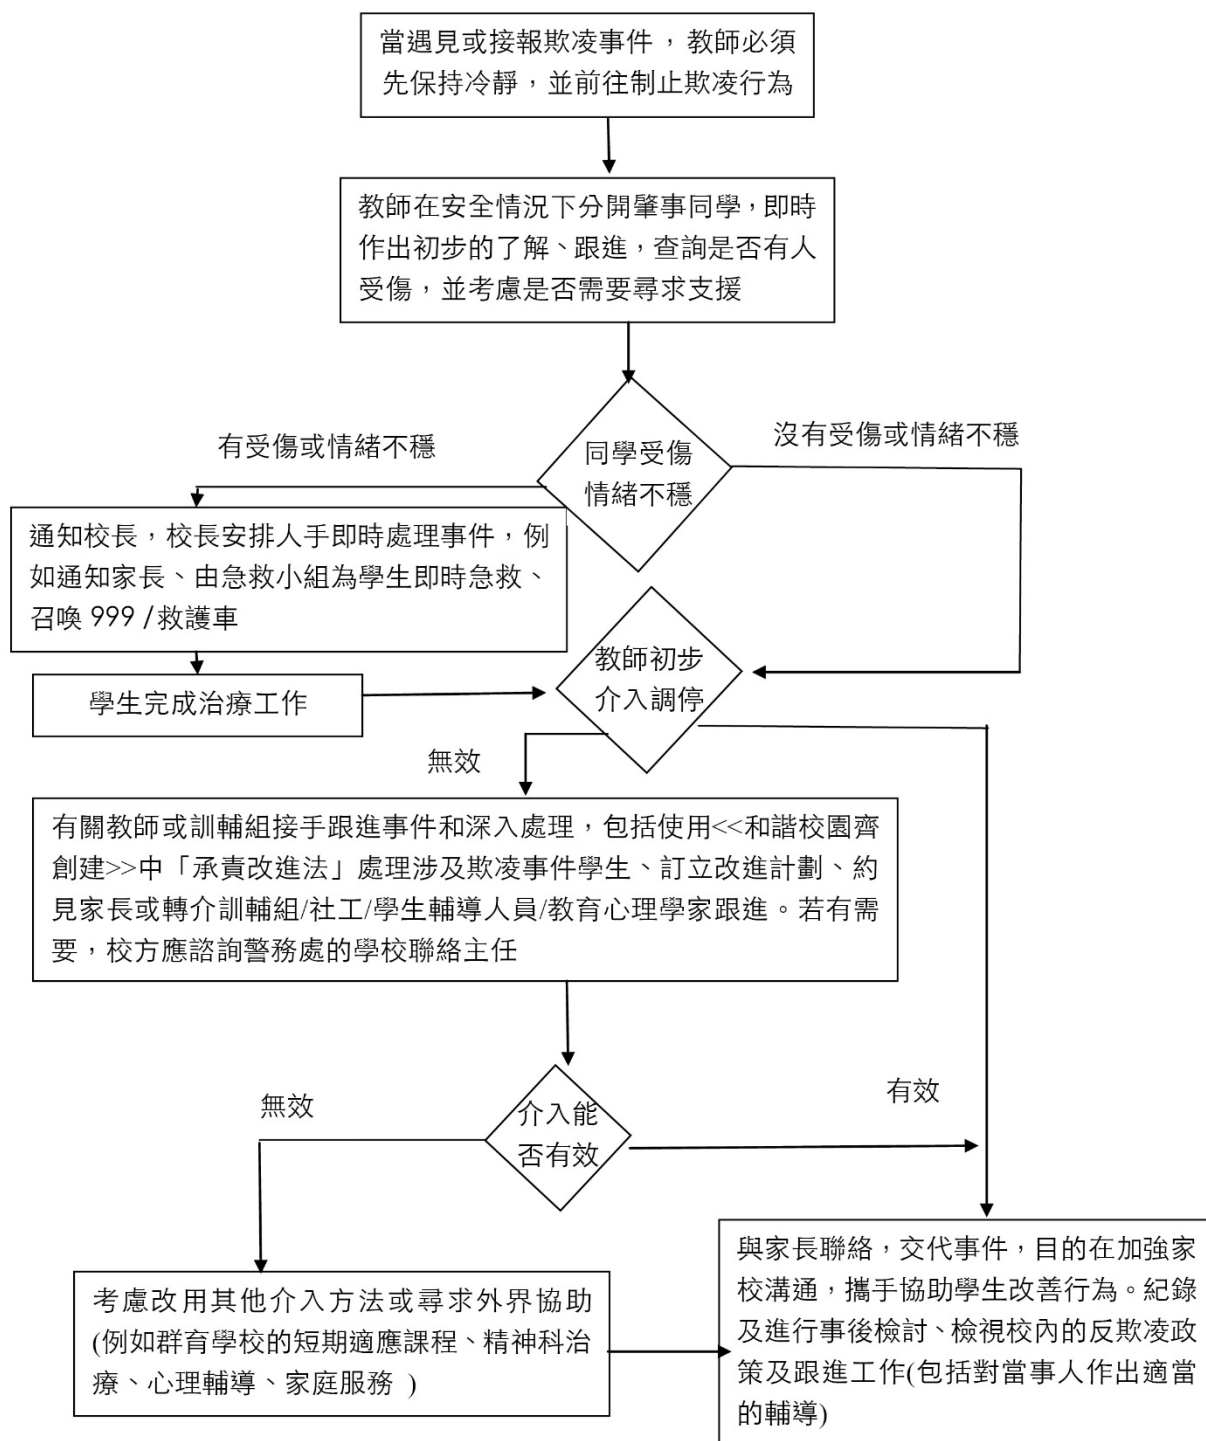 當遇見或接報欺凌事件，教師必須
先保持冷靜，並前往制止欺凌行為
教師在安全情況下分開肇事同學，即時
作出初步的了解、跟進，查詢是否有人
受傷，並考慮是否需要尋求支援
有受傷或情緒不穩
沒有受傷或情緒不穩
同學受傷
情緒不穩
通知校長，校長安排人手即時處理事件，例
如通知家長、由急救小組為學生即時急救、
召喚 999 /救護車
學生完成治療工作
教師初步
介入調停
無效
有關教師或訓輔組接手跟進事件和深入處理，包括使用<<和諧校園齊
創建>>中「承責改進法」處理涉及欺凌事件學生、訂立改進計劃、約
見家長或轉介訓輔組/社工/學生輔導人員/教育心理學家跟進。若有需
要，校方應諮詢警務處的學校聯絡主任
無效
介入能
否有效
有效
考慮改用其他介入方法或尋求外界協助
(例如群育學校的短期適應課程、精神科治
療、心理輔導、家庭服務 )
與家長聯絡，交代事件，目的在加強家
校溝通，攜手協助學生改善行為。紀錄
及進行事後檢討、檢視校內的反欺凌政
策及跟進工作(包括對當事人作出適當
的輔導)